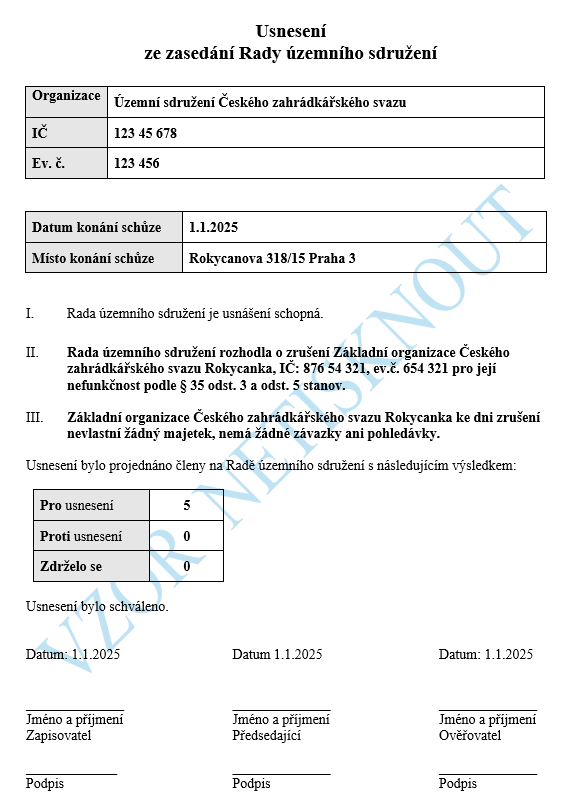 Usnesení
ze zasedání Rady územního sdružení
Organizace Územní sdružení Českého zahrádkářského svazu
IČ 123 45 678
Ev. č. 123 456
Datum konání schůze 1.1.2025
Místo konání schůze Rokycanova 318/15 Praha 3
I. Rada územního sdružení je usnášení schopná.
II. Rada územního sdružení rozhodla o zrušení Základní organizace Českého
zahrádkářského svazu Rokycanka, IČ: 876 54 321, ev.č. 654 321 pro její
nefunkčnost podle § 35 odst. 3 a odst. 5 stanov.
III. Základní organizace Českého zahrádkářského svazu Rokycanka ke dni zrušení
nevlastní žádný majetek, nemá žádné závazky ani pohledávky.
Usnesení bylo projednáno členy na Radě územního sdružení s následujícím výsledkem:
Pro usnesení 5
Proti usnesení 0
Zdrželo se 0
Usnesení bylo schváleno.
Datum: 1.1.2025 Datum 1.1.2025 Datum: 1.1.2025
Jméno a příjmení Jméno a příjmení Jméno a příjmení
Zapisovatel Předsedající Ověřovatel
Podpis Podpis Podpis
VZOR NETISKNOUT